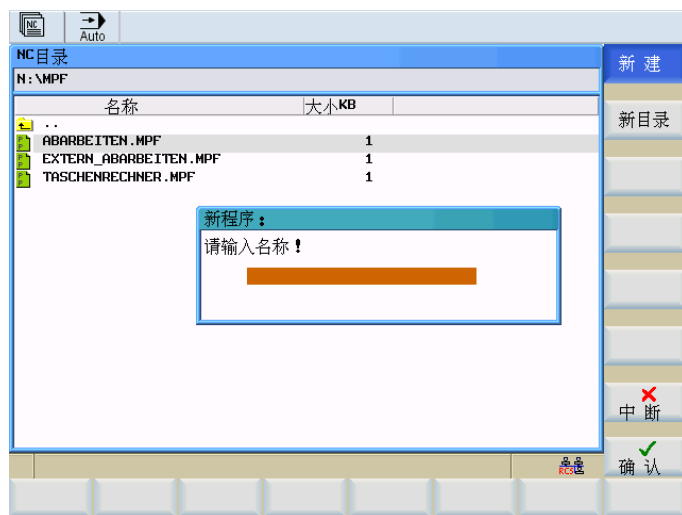 NC
Auto
NC目录
N:\MPF
新 建
名称 大小KB
新目录
..
ABARBEITEN.MPF 1
EXTERN_ABARBEITEN.MPF 1
TASCHENRECHNER.MPF 1
新程序：
请输入名称！
中 断
RCS
确 认